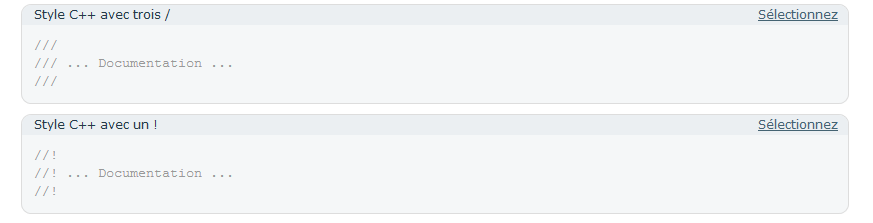 Style C++ avec trois / Sélectionnez
///
/// ... Documentation ...
///
Style C++ avec un ! Sélectionnez
//!
//! ... Documentation ...
//!